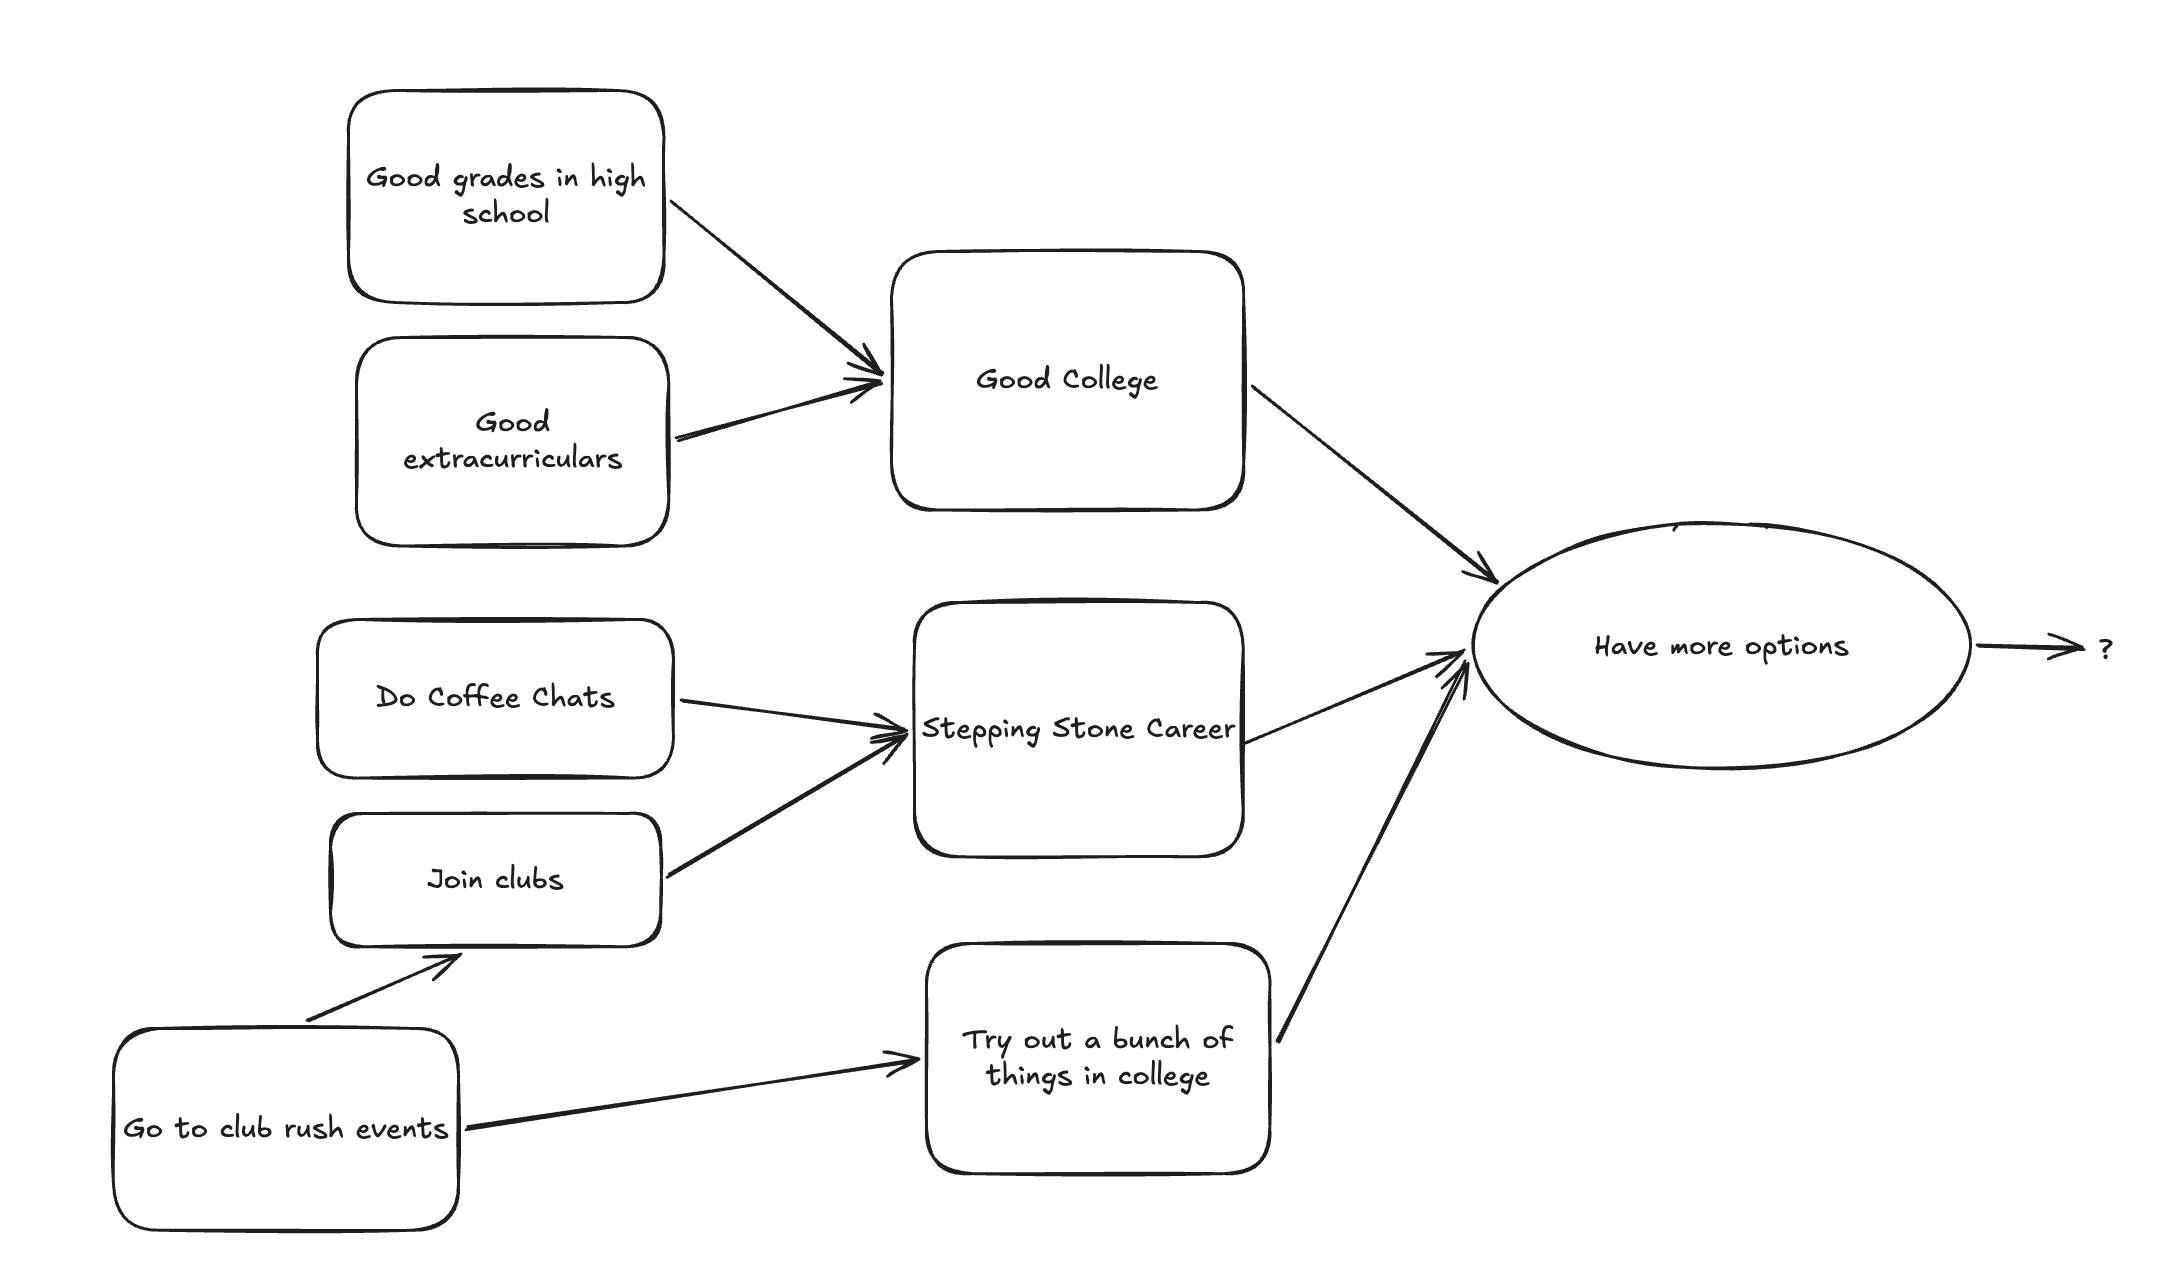 Good grades in high
school
Good
extracurriculars
Good College
Do Coffee Chats
Stepping Stone Career
Have more options
?
Join clubs
Try out a bunch of
things in college
Go to club rush events